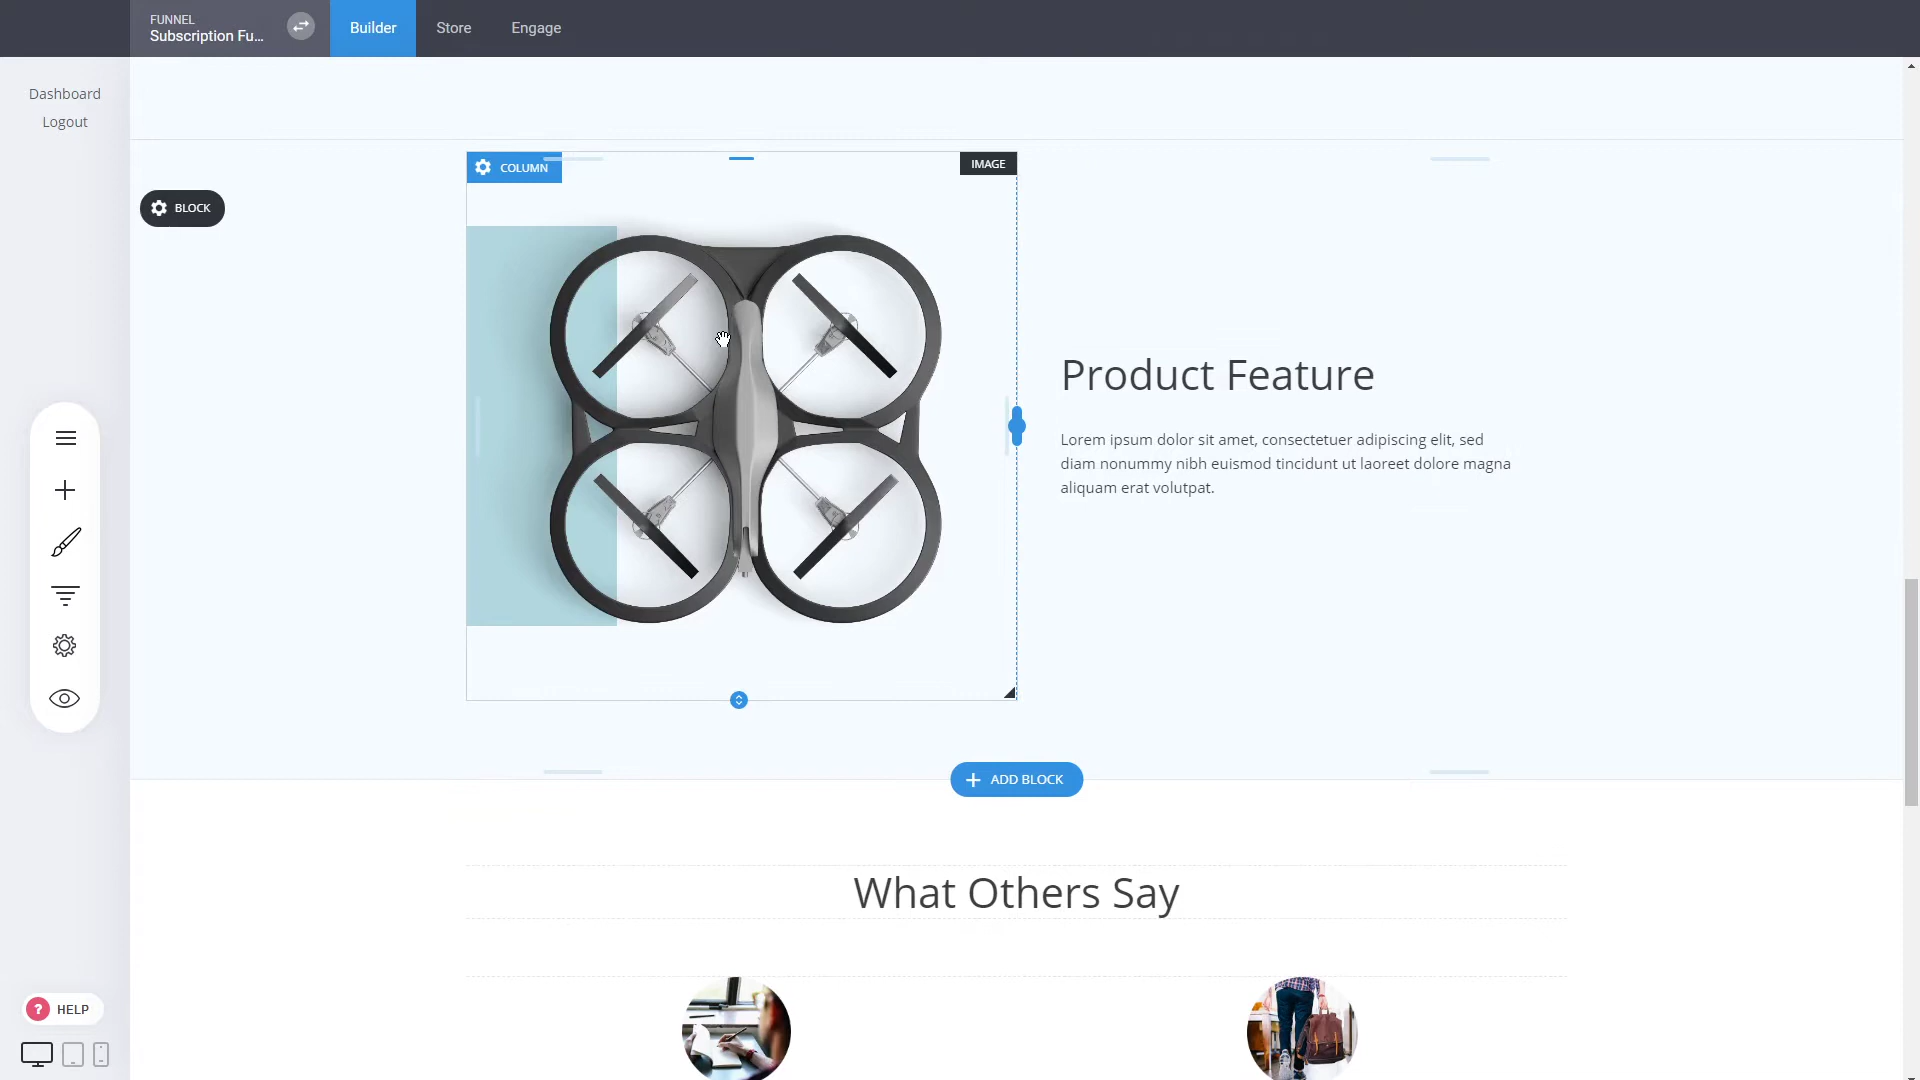 FUNNEL
Subscription Fu...
Builder
Store
Engage
Dashboard
Logout
COLUMN
IMAGE
BLOCK
Product Feature
Lorem ipsum dolor sit amet, consectetuer adipiscing elit, sed
diam nonummy nibh euismod tincidunt ut laoreet dolore magna
aliquam erat volutpat.
+ ADD BLOCK
What Others Say
? HELP